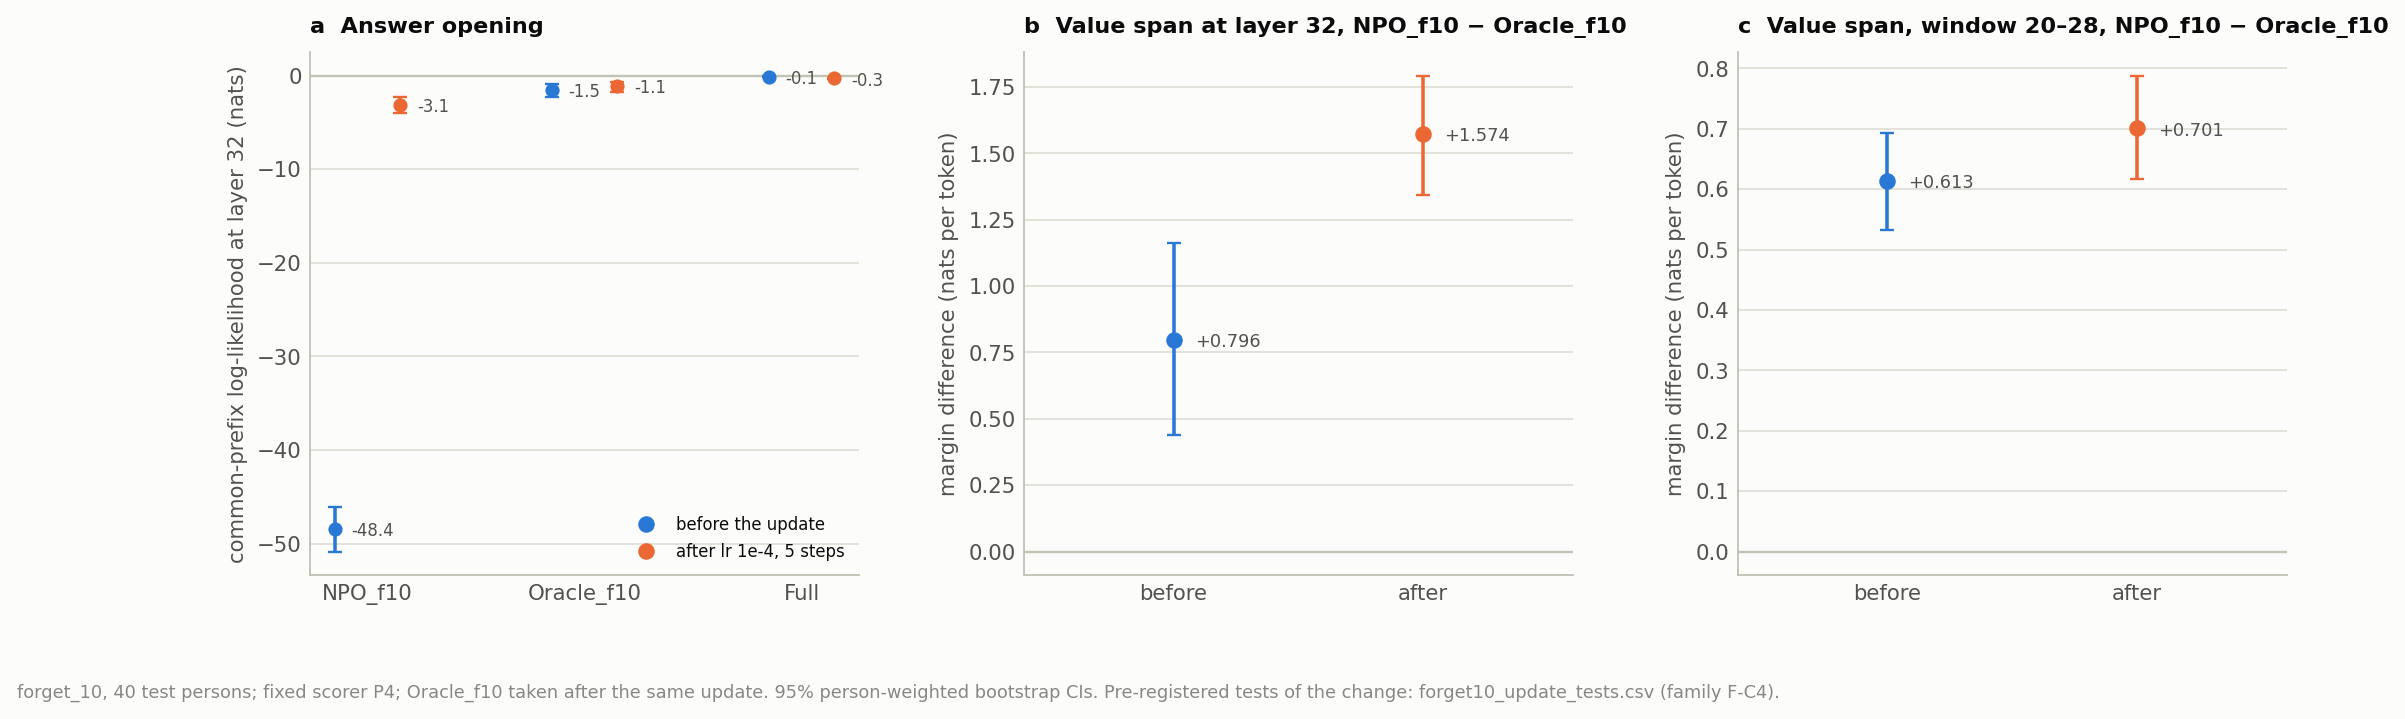 a  Answer opening
common-prefix log-likelihood at layer 32 (nats)
0
−10
−20
−30
−40
−50
-48.4
-3.1
-1.5
-1.1
-0.1
-0.3
before the update
after lr 1e-4, 5 steps
NPO_f10
Oracle_f10
Full
b  Value span at layer 32, NPO_f10 − Oracle_f10
margin difference (nats per token)
1.75
1.50
1.25
1.00
0.75
0.50
0.25
0.00
+0.796
+1.574
before
after
c  Value span, window 20–28, NPO_f10 − Oracle_f10
margin difference (nats per token)
0.8
0.7
0.6
0.5
0.4
0.3
0.2
0.1
0.0
+0.613
+0.701
before
after
forget_10, 40 test persons; fixed scorer P4; Oracle_f10 taken after the same update. 95% person-weighted bootstrap CIs. Pre-registered tests of the change: forget10_update_tests.csv (family F-C4).